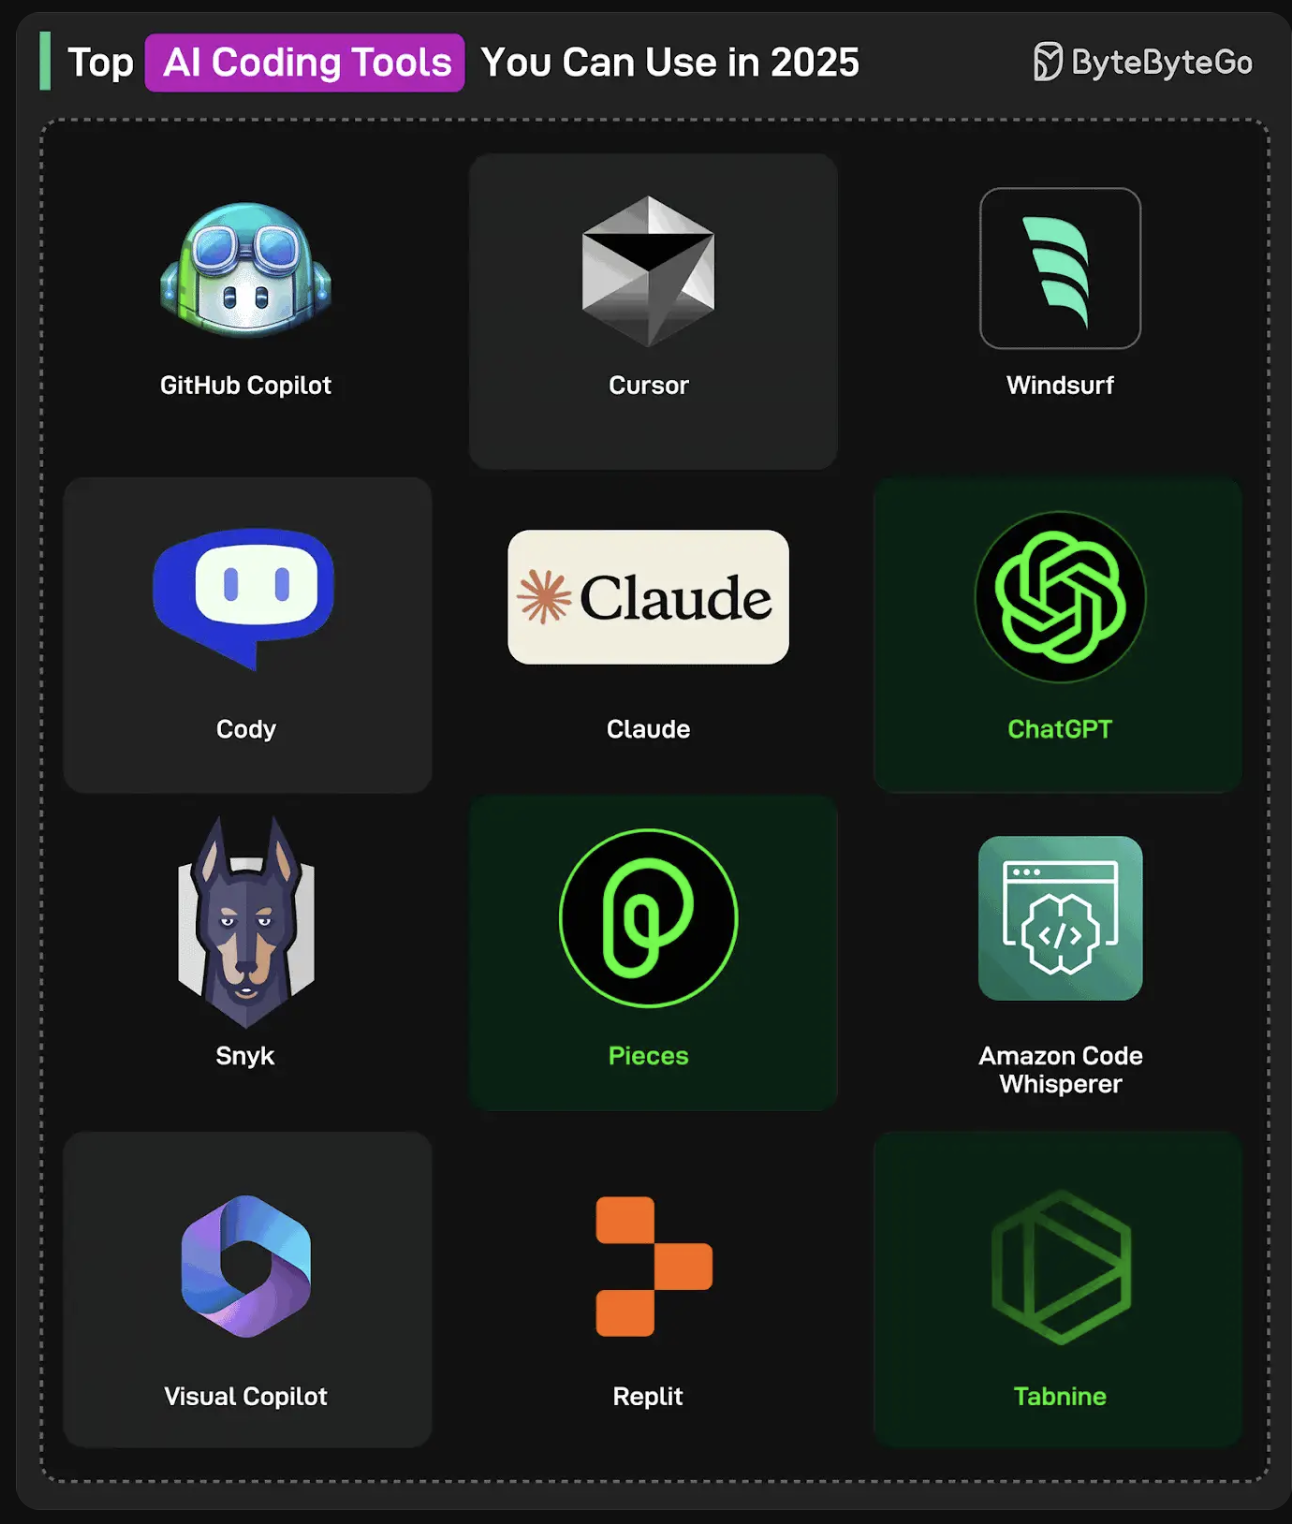 Top AI Coding Tools You Can Use in 2025
ByteByteGo
GitHub Copilot
Cursor
Windsurf
Claude
Cody
Claude
ChatGPT
Snyk
Pieces
</>
Amazon Code
Whisperer
Visual Copilot
Replit
Tabnine